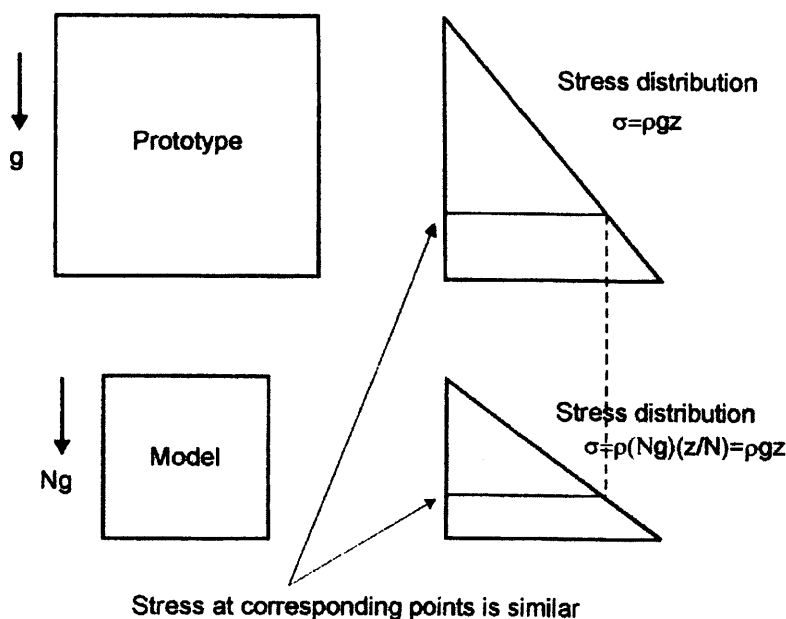 g
Prototype
Stress distribution
σ=ρgz
Ng
Model
Stress distribution
σ=ρ(Ng)(z/N)=ρgz
Stress at corresponding points is similar